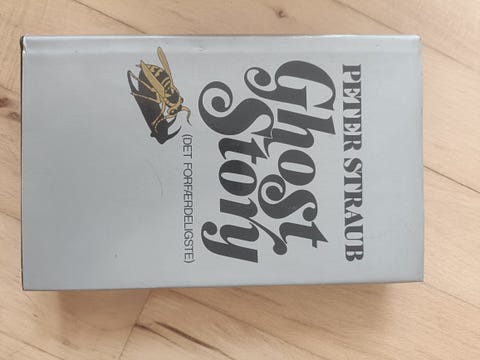 PETER STRAUB
Ghost
Story
(DET FORFÆRDELIGSTE)